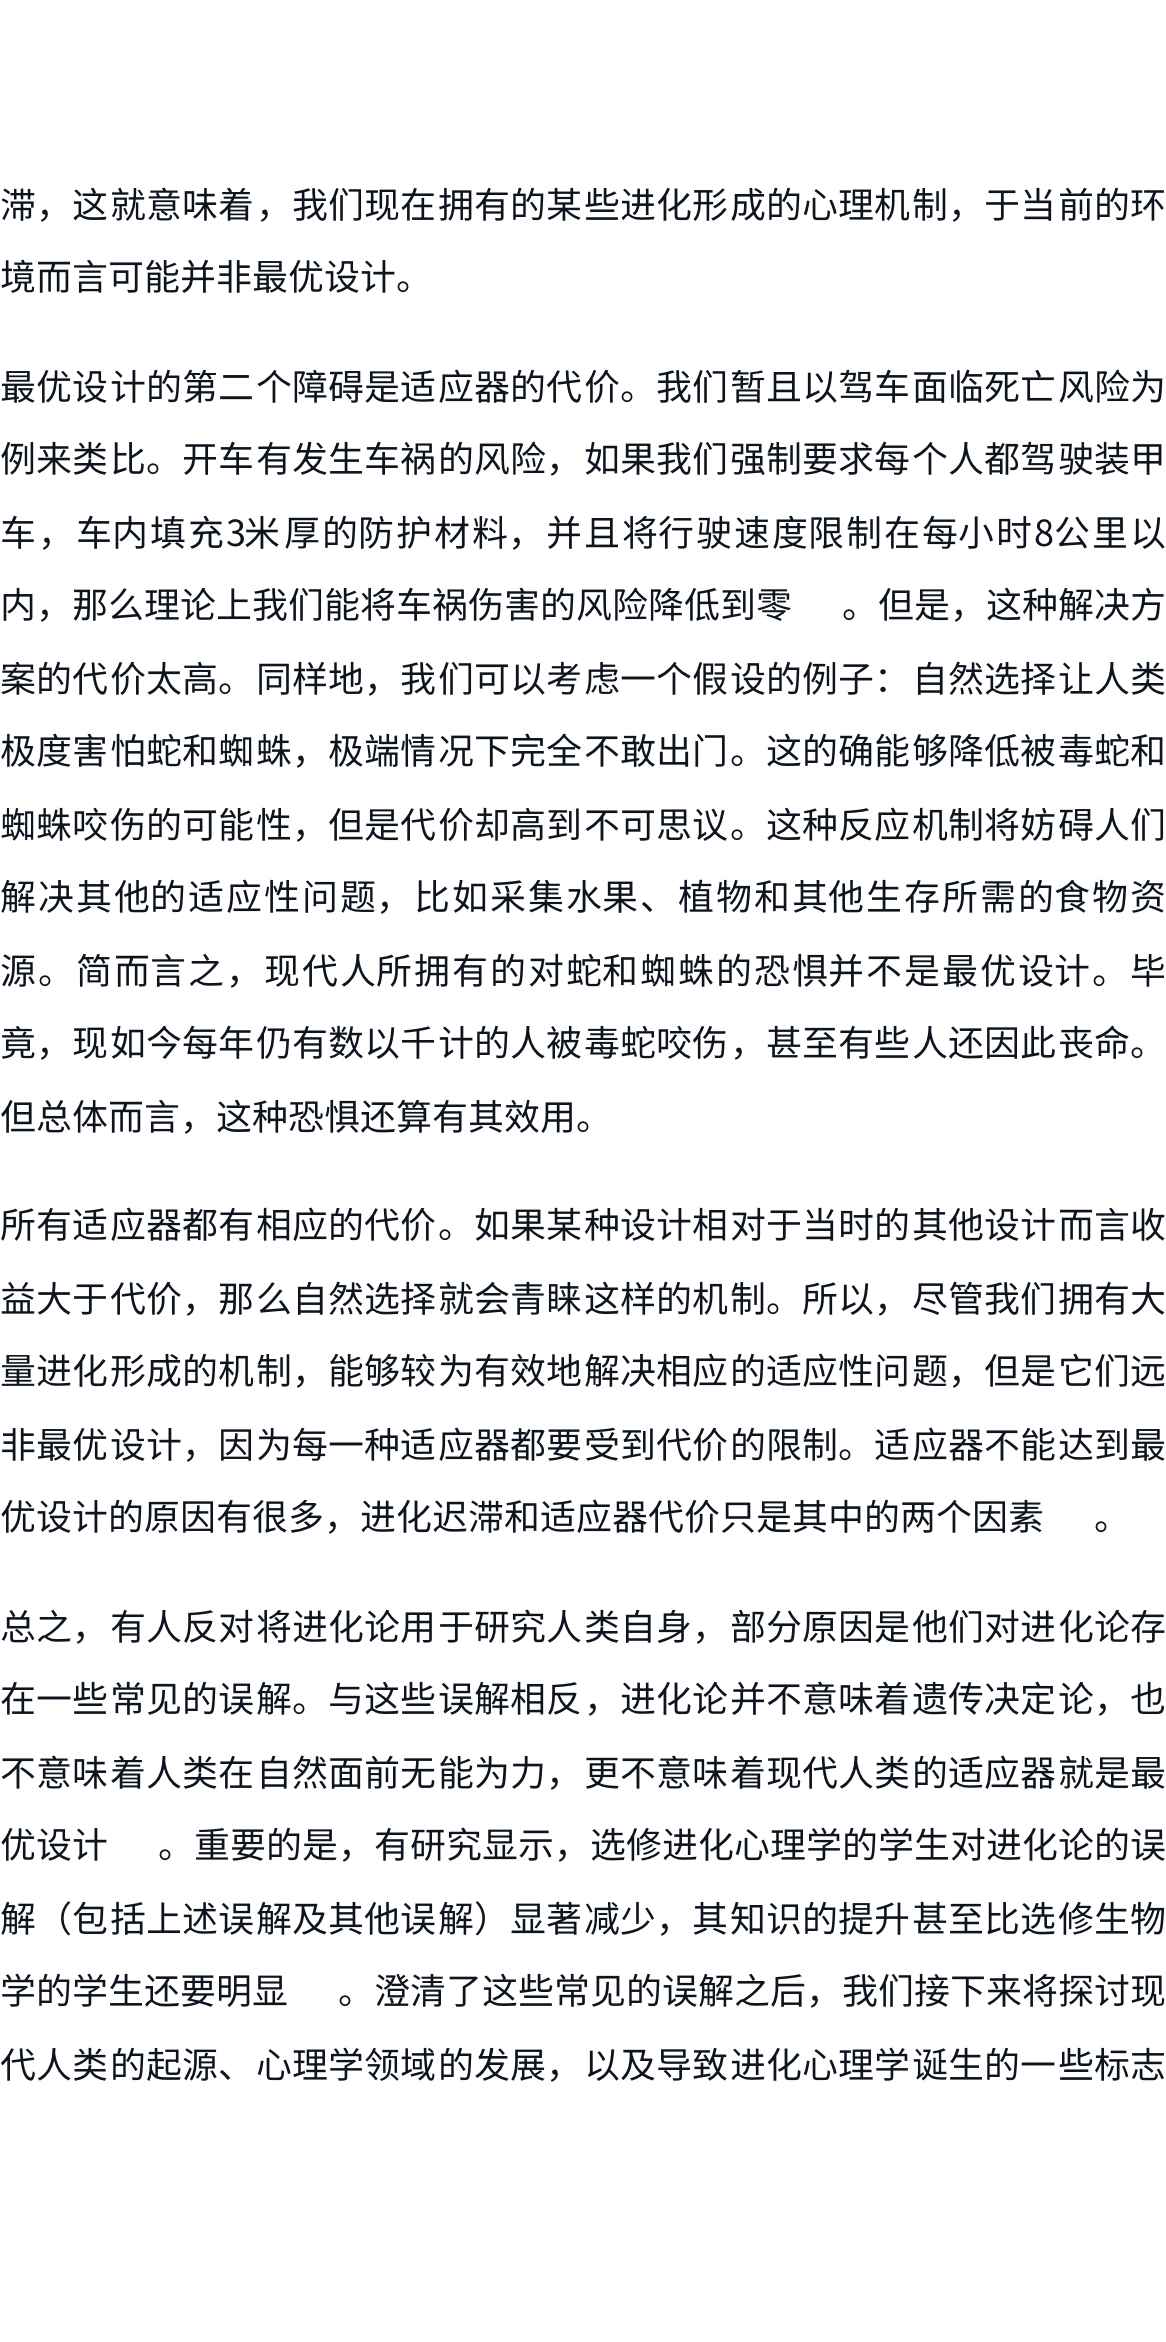 滞，这就意味着，我们现在拥有的某些进化形成的心理机制，于当前的环
境而言可能并非最优设计。
最优设计的第二个障碍是适应器的代价。我们暂且以驾车面临死亡风险为
例来类比。开车有发生车祸的风险，如果我们强制要求每个人都驾驶装甲
车，车内填充3米厚的防护材料，并且将行驶速度限制在每小时8公里以
内，那么理论上我们能将车祸伤害的风险降低到零 。但是，这种解决方
案的代价太高。同样地，我们可以考虑一个假设的例子：自然选择让人类
极度害怕蛇和蜘蛛，极端情况下完全不敢出门。这的确能够降低被毒蛇和
蜘蛛咬伤的可能性，但是代价却高到不可思议。这种反应机制将妨碍人们
解决其他的适应性问题，比如采集水果、植物和其他生存所需的食物资
源。简而言之，现代人所拥有的对蛇和蜘蛛的恐惧并不是最优设计。毕
竟，现如今每年仍有数以千计的人被毒蛇咬伤，甚至有些人还因此丧命。
但总体而言，这种恐惧还算有其效用。
所有适应器都有相应的代价。如果某种设计相对于当时的其他设计而言收
益大于代价，那么自然选择就会青睐这样的机制。所以，尽管我们拥有大
量进化形成的机制，能够较为有效地解决相应的适应性问题，但是它们远
非最优设计，因为每一种适应器都要受到代价的限制。适应器不能达到最
优设计的原因有很多，进化迟滞和适应器代价只是其中的两个因素 。
总之，有人反对将进化论用于研究人类自身，部分原因是他们对进化论存
在一些常见的误解。与这些误解相反，进化论并不意味着遗传决定论，也
不意味着人类在自然面前无能为力，更不意味着现代人类的适应器就是最
优设计 。重要的是，有研究显示，选修进化心理学的学生对进化论的误
解（包括上述误解及其他误解）显著减少，其知识的提升甚至比选修生物
学的学生还要明显 。澄清了这些常见的误解之后，我们接下来将探讨现
代人类的起源、心理学领域的发展，以及导致进化心理学诞生的一些标志